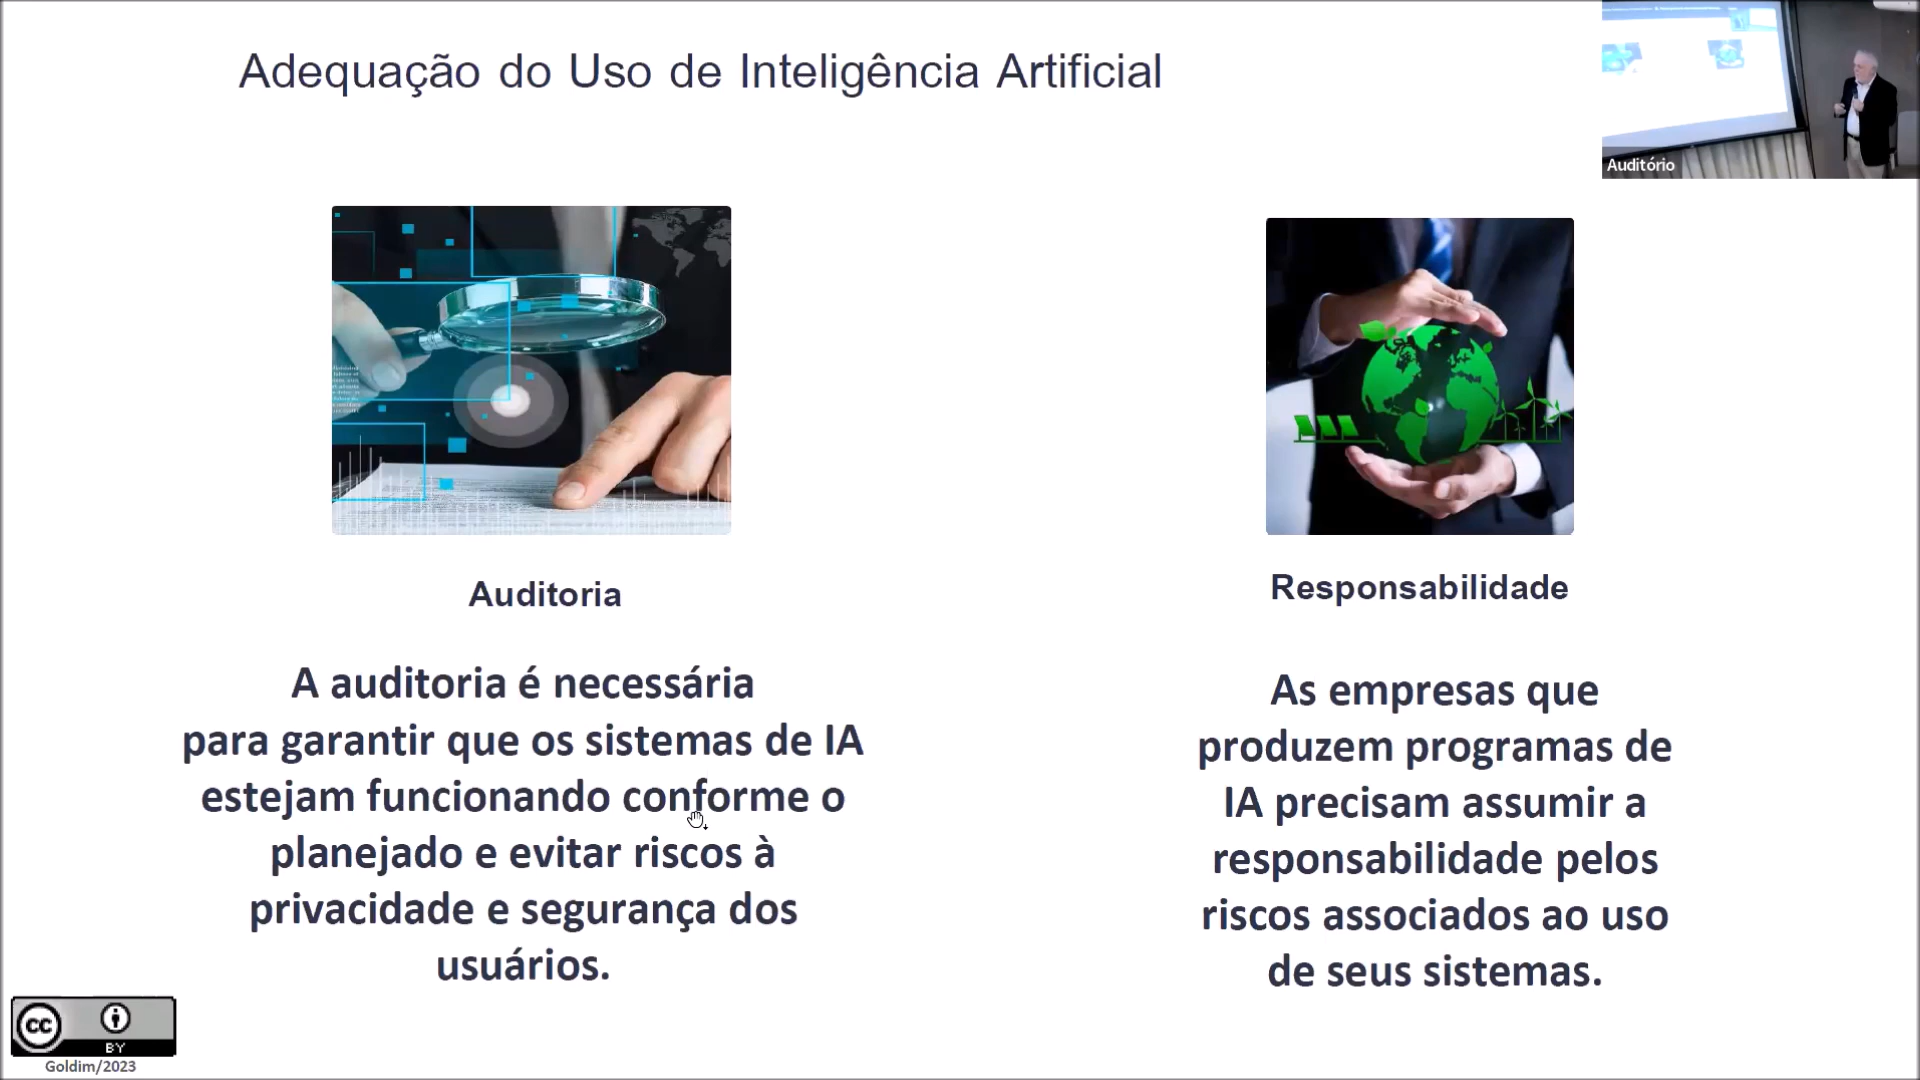 Adequação do Uso de Inteligência Artificial
Auditório
Auditoria
A auditoria é necessária
para garantir que os sistemas de IA
estejam funcionando conforme o
planejado e evitar riscos à
privacidade e segurança dos
usuários.
Responsabilidade
As empresas que
produzem programas de
IA precisam assumir a
responsabilidade pelos
riscos associados ao uso
de seus sistemas.
cc
BY
Goldim/2023